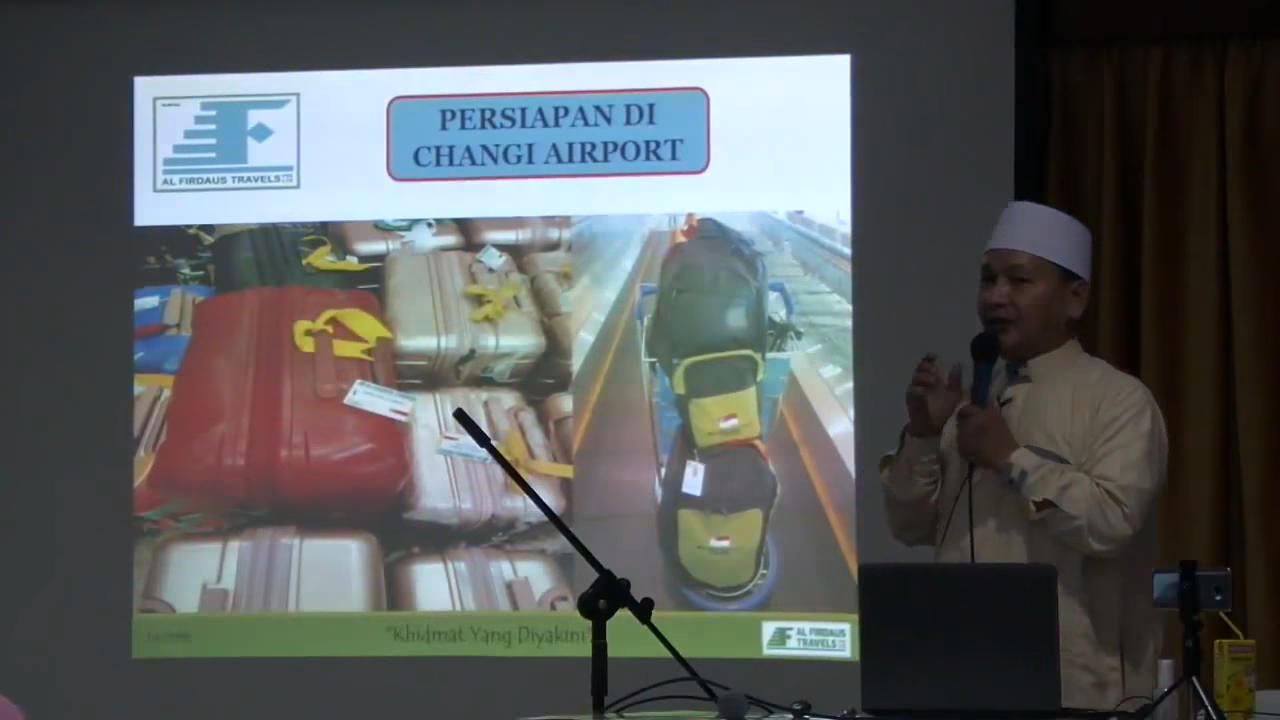 PERSIAPAN DI
CHANGI AIRPORT
AL FIRDAUS TRAVELS
"Khidmat Yang Diyakini"
AL FIRDAUS
TRAVELS